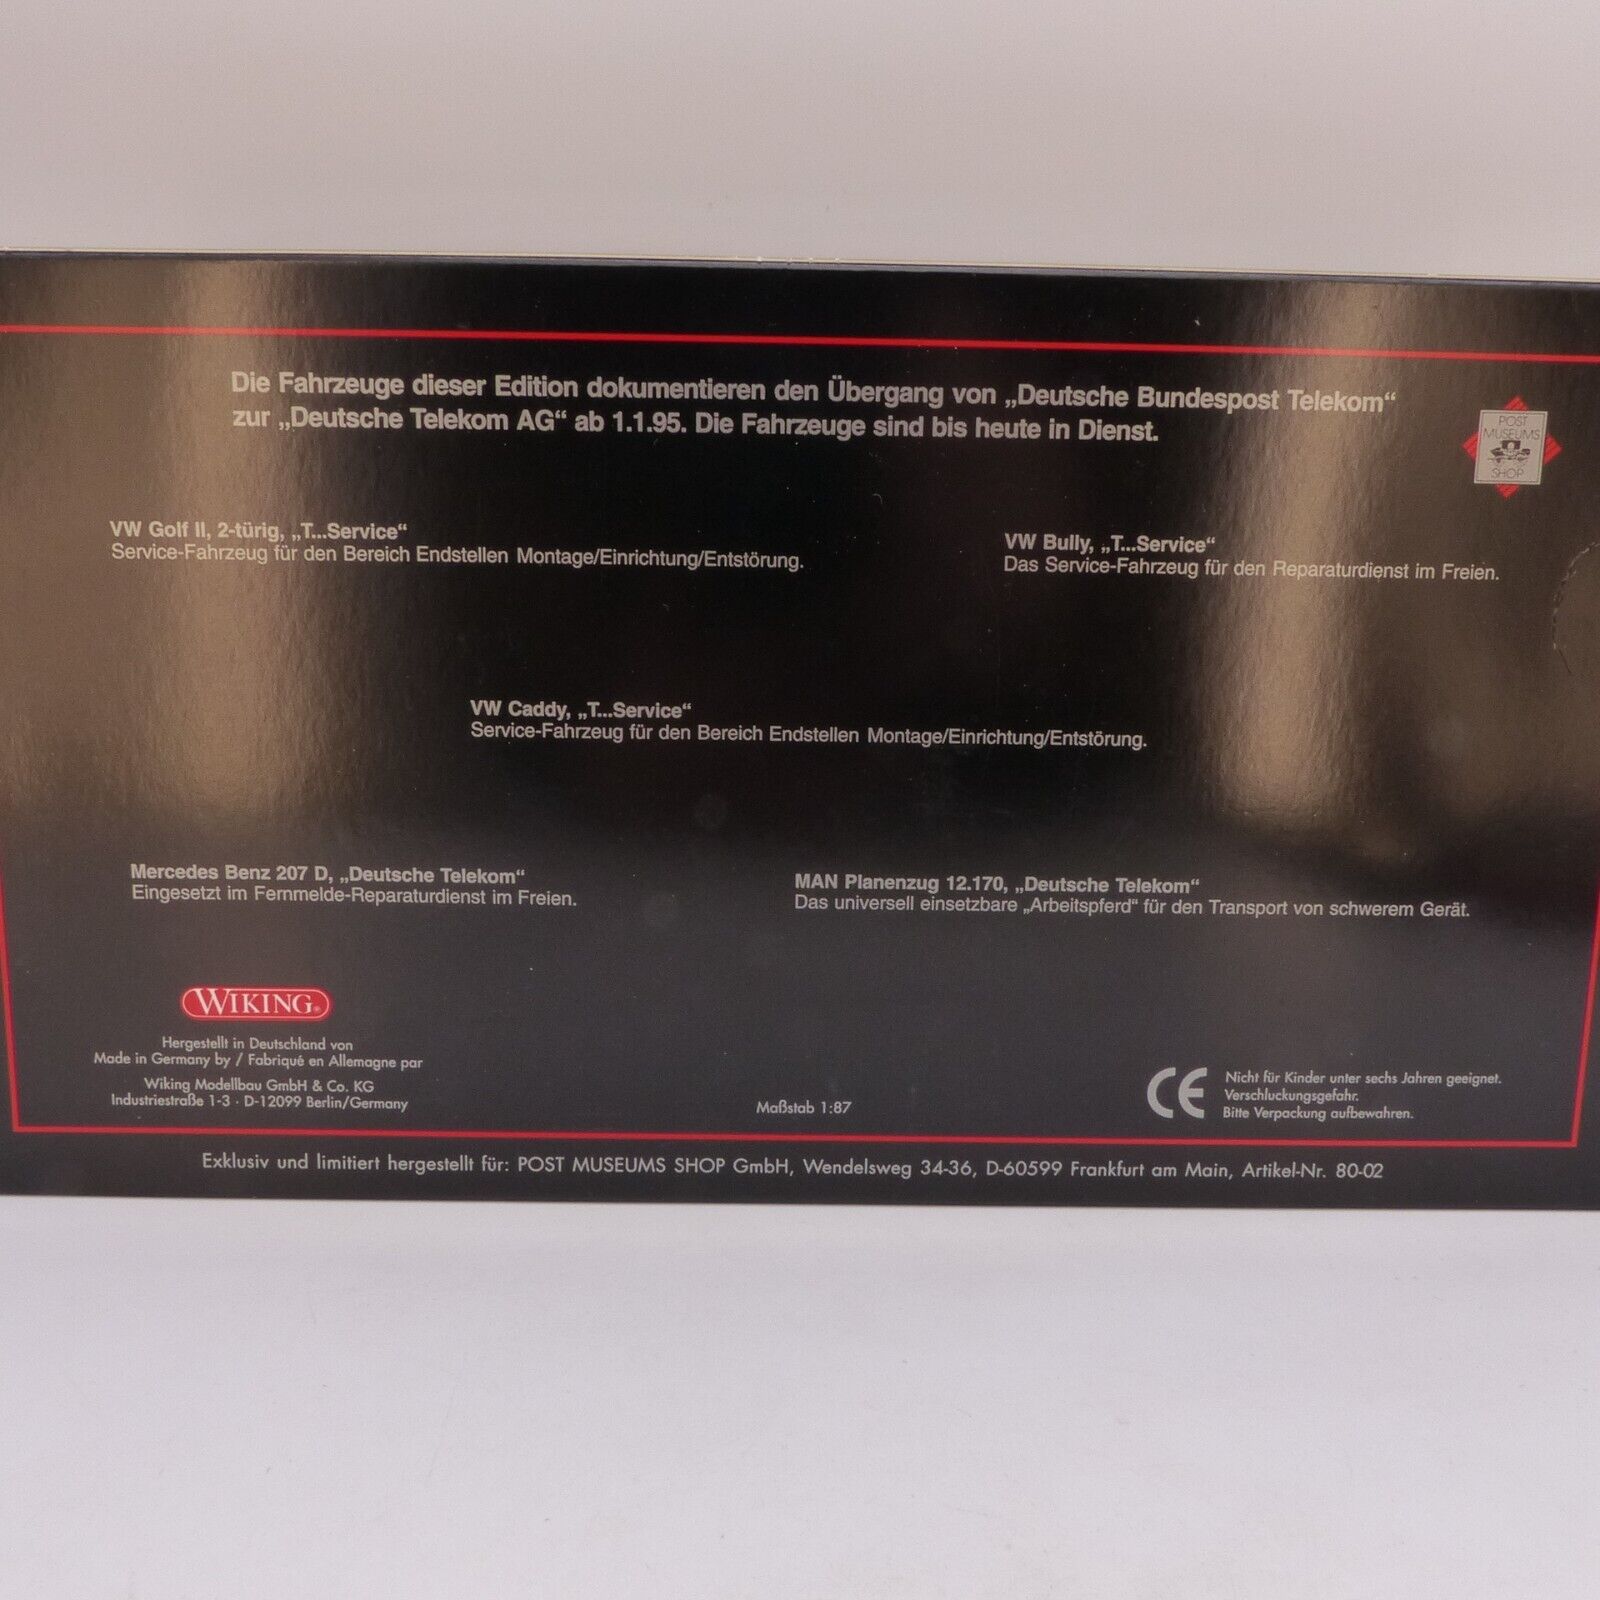 Die Fahrzeuge dieser Edition dokumentieren den Übergang von „Deutsche Bundespost Telekom“
zur „Deutsche Telekom AG“ ab 1.1.95. Die Fahrzeuge sind bis heute in Dienst.
POST
MUSEUMS
SHOP
VW Golf II, 2-türig, „T...Service“
Service-Fahrzeug für den Bereich Endstellen Montage/Einrichtung/Entstörung.
VW Bully, „T...Service“
Das Service-Fahrzeug für den Reparaturdienst im Freien.
VW Caddy, „T...Service“
Service-Fahrzeug für den Bereich Endstellen Montage/Einrichtung/Entstörung.
Mercedes Benz 207 D, „Deutsche Telekom“
Eingesetzt im Fernmelde-Reparaturdienst im Freien.
MAN Planenzug 12.170, „Deutsche Telekom“
Das universell einsetzbare „Arbeitspferd“ für den Transport von schwerem Gerät.
WIKING®
Hergestellt in Deutschland von
Made in Germany by / Fabriqué en Allemagne par
Wiking Modellbau GmbH & Co. KG
Industriestraße 1-3 · D-12099 Berlin/Germany
Maßstab 1:87
CE
Nicht für Kinder unter sechs Jahren geeignet.
Verschluckungsgefahr.
Bitte Verpackung aufbewahren.
Exklusiv und limitiert hergestellt für: POST MUSEUMS SHOP GmbH, Wendelsweg 34-36, D-60599 Frankfurt am Main, Artikel-Nr. 80-02